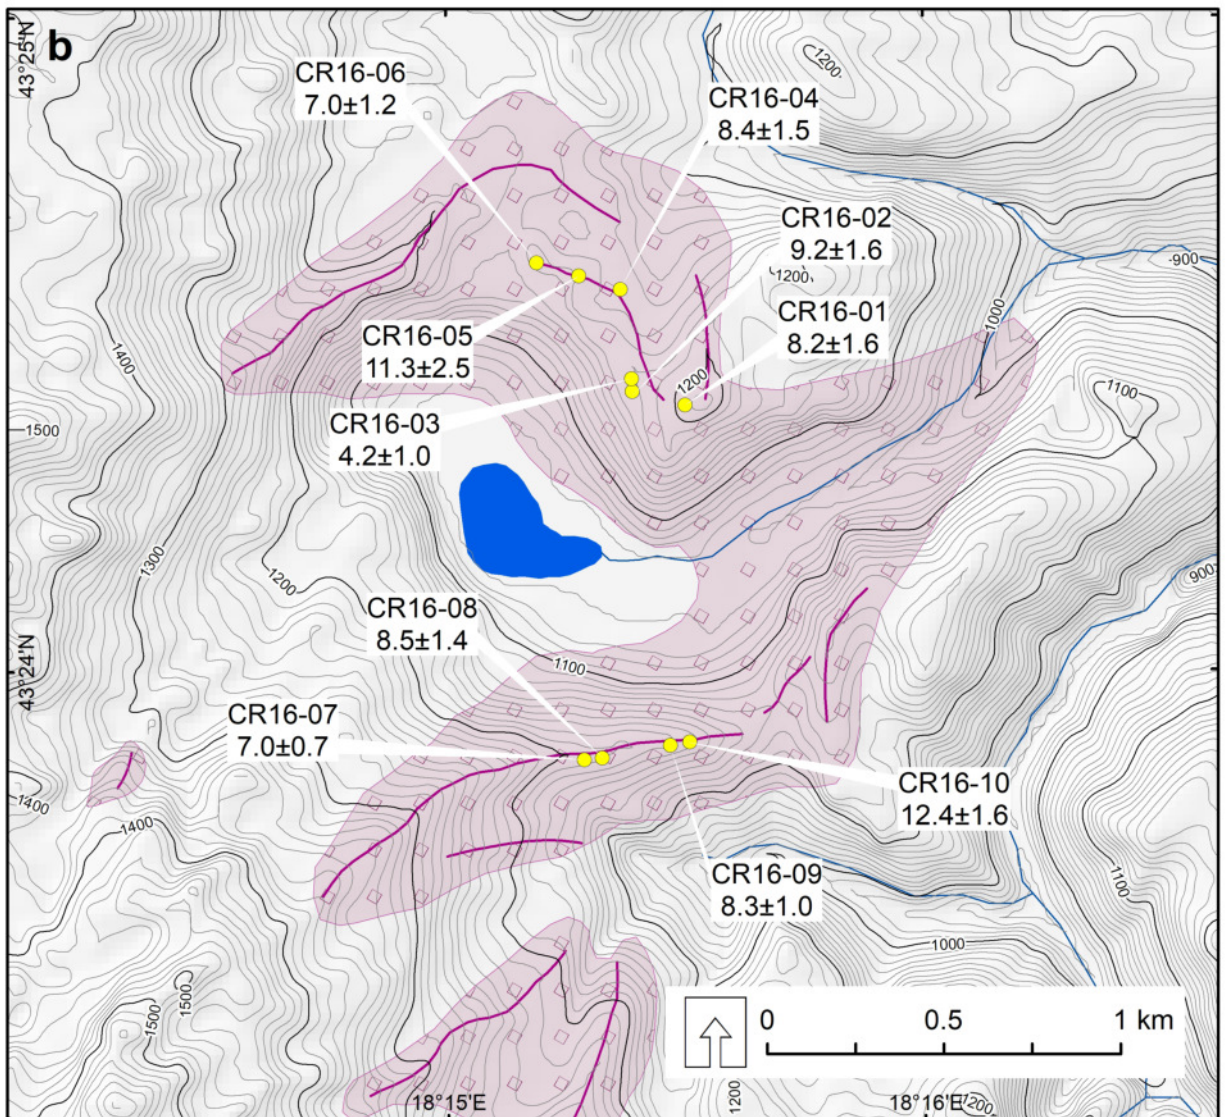 b
43°25'N
1200
CR16-06
7.0±1.2
CR16-04
8.4±1.5
CR16-02
9.2±1.6
900
1200
CR16-01
8.2±1.6
1000
CR16-05
11.3±2.5
1400
1200
1100
CR16-03
4.2±1.0
1500
1300
1200
900
CR16-08
8.5±1.4
1100
43°24'N
CR16-07
7.0±0.7
CR16-10
12.4±1.6
1400
1400
CR16-09
8.3±1.0
1100
1000
1500
1500
0 0.5 1 km
1200
18°15'E
18°16'E
1200